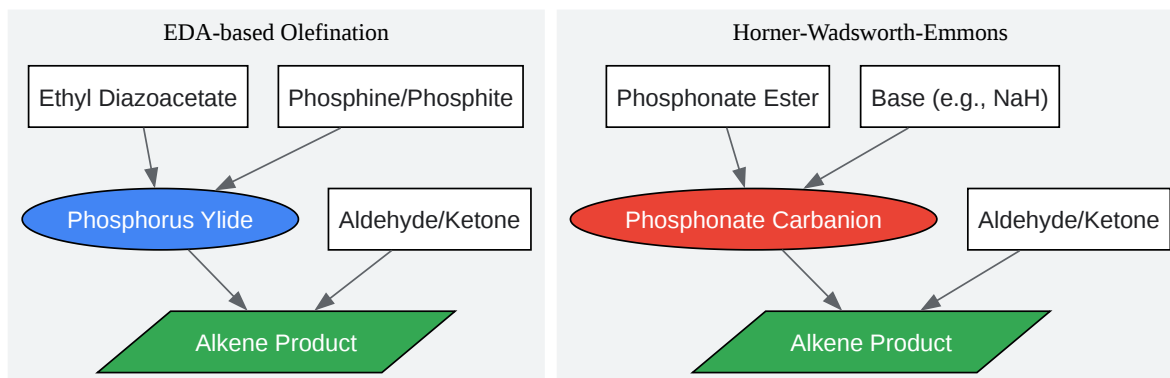 EDA-based Olefination
Ethyl Diazoacetate
Phosphine/Phosphite
Phosphorus Ylide
Aldehyde/Ketone
Alkene Product
Horner-Wadsworth-Emmons
Phosphonate Ester
Base (e.g., NaH)
Phosphonate Carbanion
Aldehyde/Ketone
Alkene Product